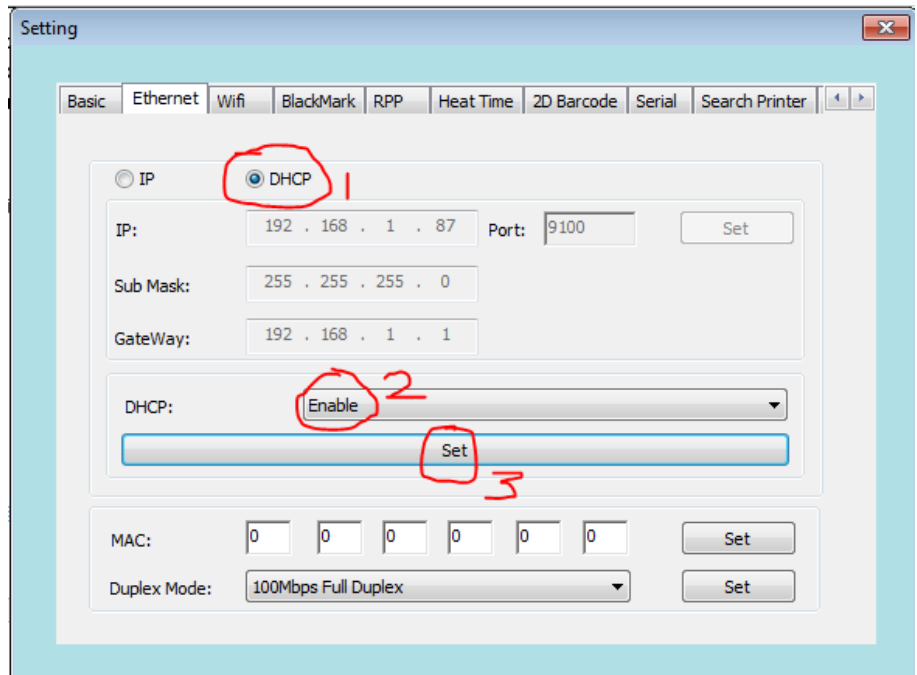 Setting
Basic Ethernet Wifi BlackMark RPP Heat Time 2D Barcode Serial Search Printer
IP DHCP 1
IP: 192 . 168 . 1 . 87 Port: 9100 Set
Sub Mask: 255 . 255 . 255 . 0
GateWay: 192 . 168 . 1 . 1
DHCP: Enable 2
Set 3
MAC: 0 0 0 0 0 0 Set
Duplex Mode: 100Mbps Full Duplex Set